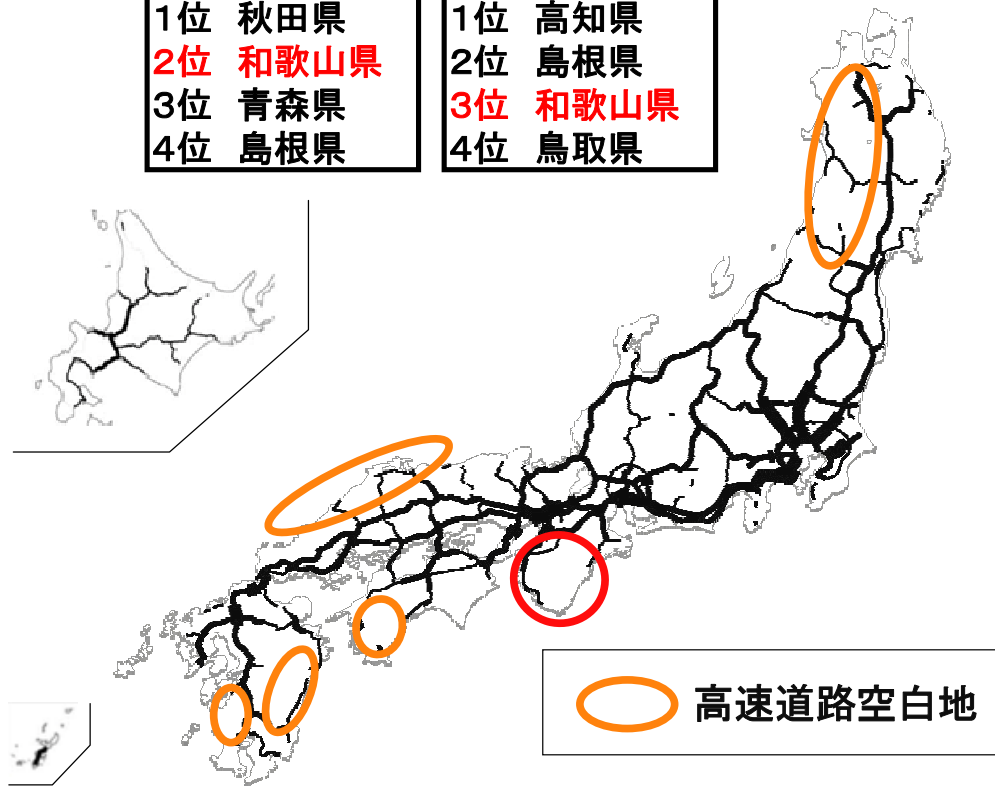 1位 秋田県
2位 和歌山県
3位 青森県
4位 島根県
1位 高知県
2位 島根県
3位 和歌山県
4位 鳥取県
高速道路空白地